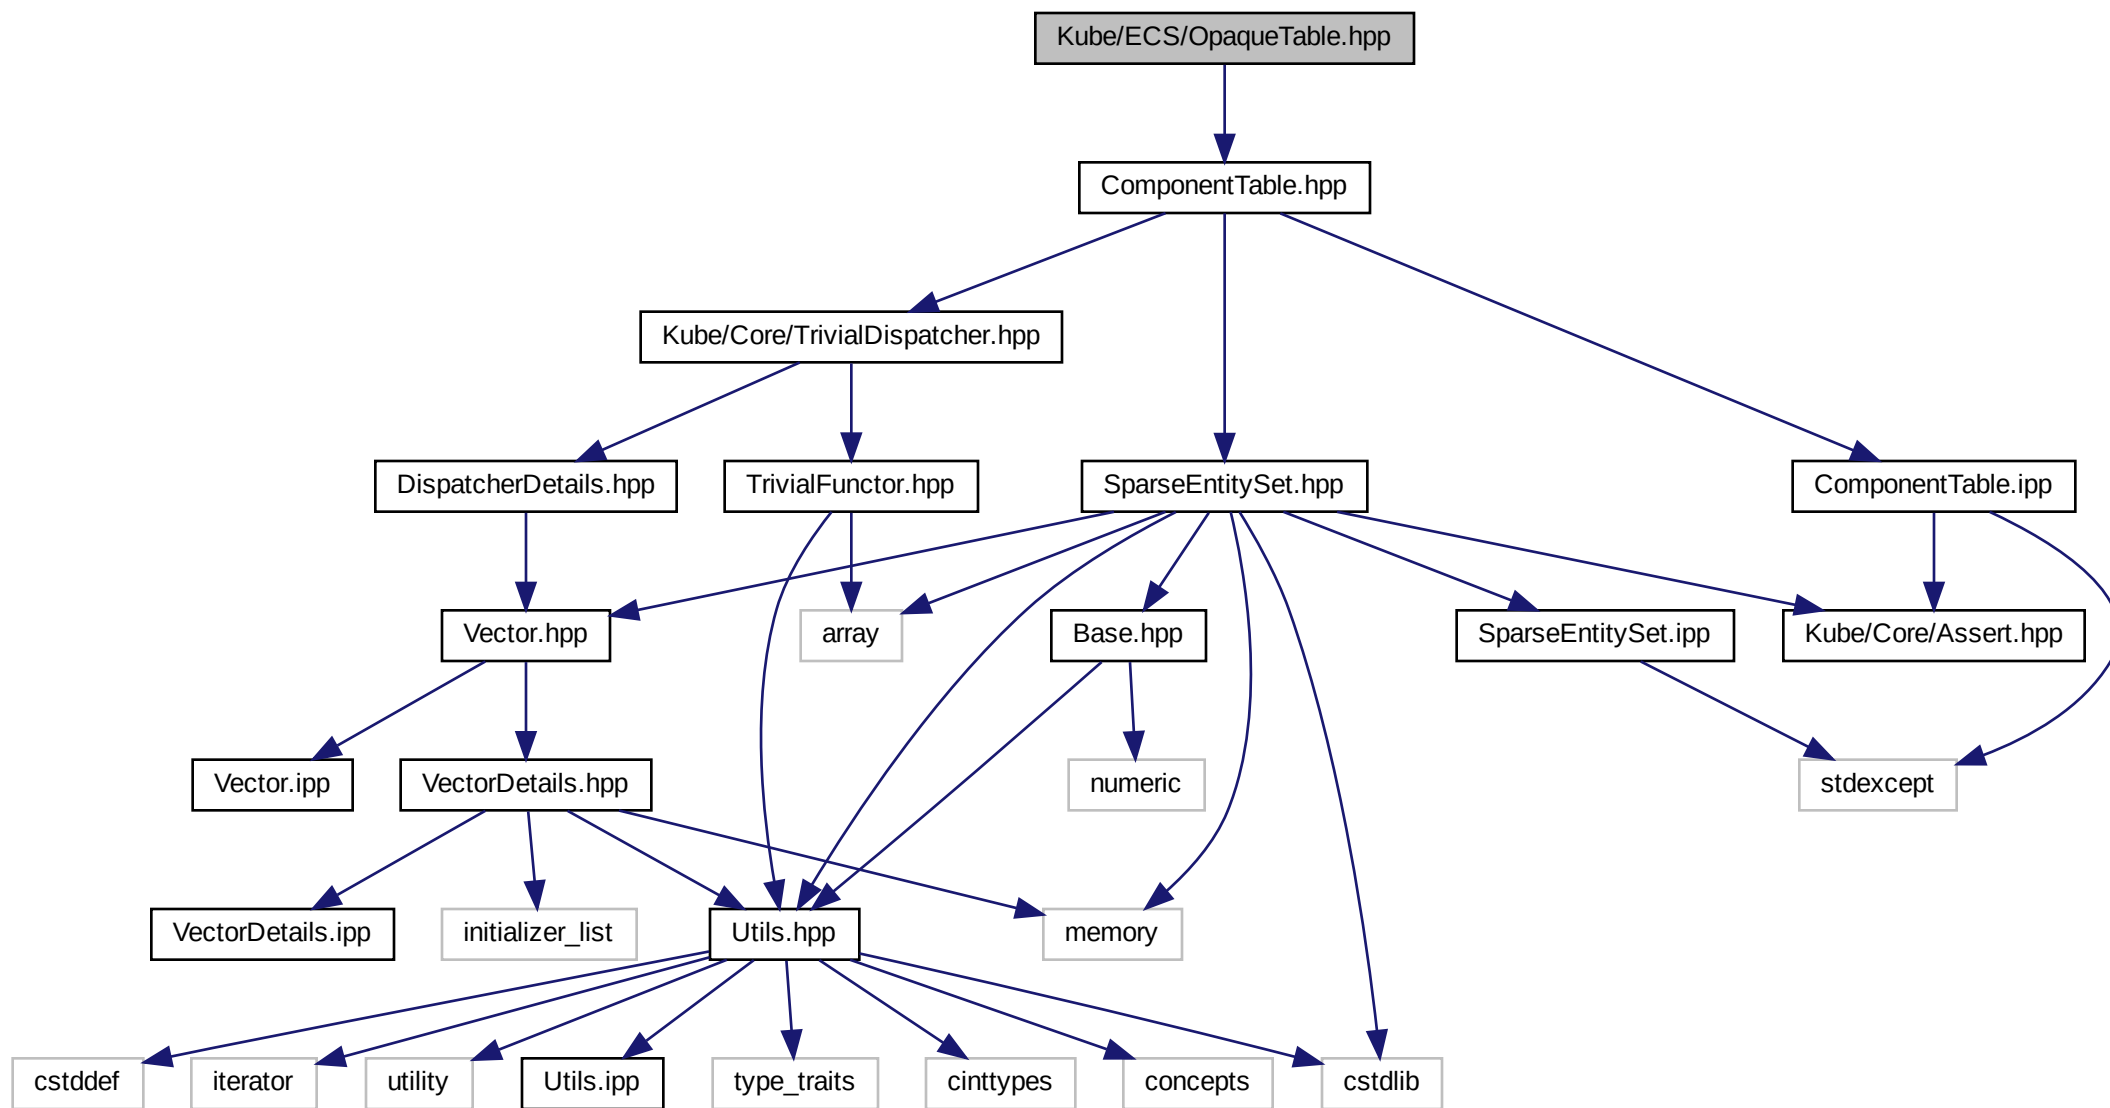 Kube/ECS/OpaqueTable.hpp
ComponentTable.hpp
Kube/Core/TrivialDispatcher.hpp
DispatcherDetails.hpp
TrivialFunctor.hpp
SparseEntitySet.hpp
ComponentTable.ipp
Vector.hpp
array
Base.hpp
SparseEntitySet.ipp
Kube/Core/Assert.hpp
Vector.ipp
VectorDetails.hpp
numeric
stdexcept
VectorDetails.ipp
initializer_list
Utils.hpp
memory
cstddef
iterator
utility
Utils.ipp
type_traits
cinttypes
concepts
cstdlib